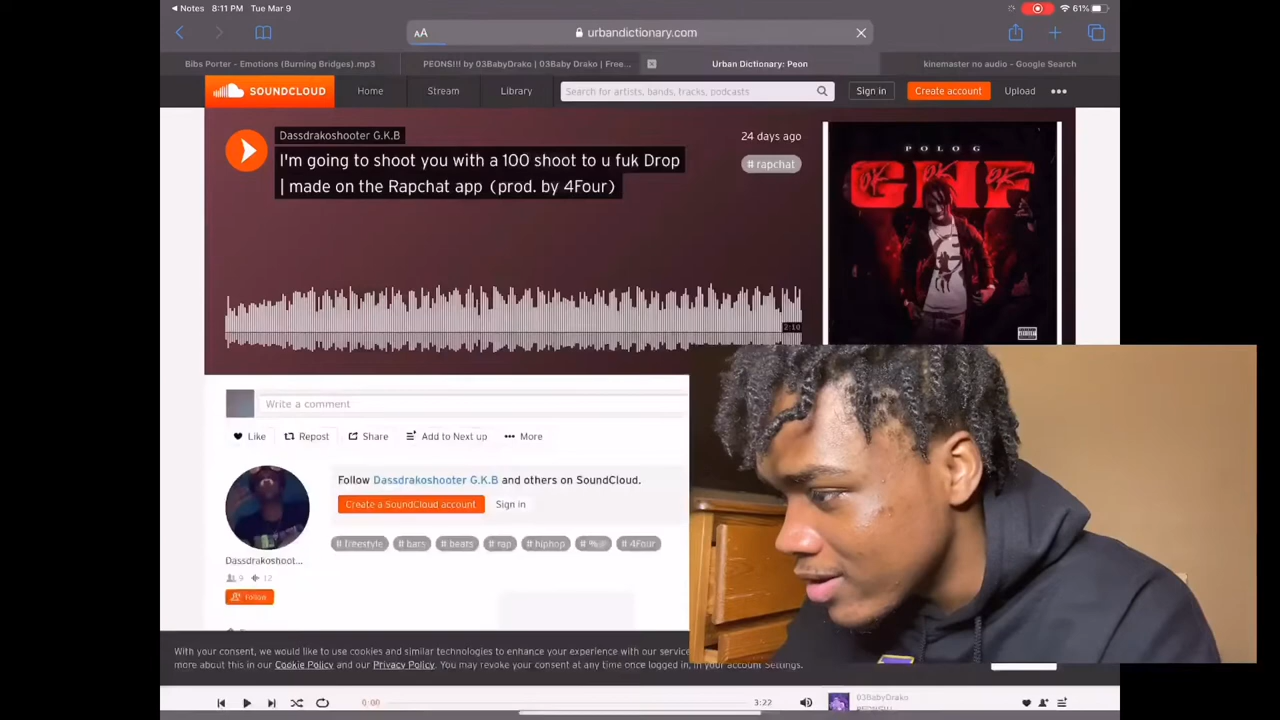 Notes 8:11 PM Tue Mar 9 61%
AA urbandictionary.com
Bibs Porter - Emotions (Burning Bridges).mp3 PEONS!!! by 03BabyDrako | 03Baby Drako | Free... Urban Dictionary: Peon kinemaster no audio - Google Search
SOUNDCLOUD Home Stream Library Search for artists, bands, tracks, podcasts Sign in Create account Upload
Dassdrakoshooter G.K.B 24 days ago
I'm going to shoot you with a 100 shoot to u fuk Drop
| made on the Rapchat app (prod. by 4Four)
# rapchat
POLO G
GNF
2:10
Write a comment
Like Repost Share Add to Next up More
Follow Dassdrakoshooter G.K.B and others on SoundCloud.
Create a SoundCloud account Sign in
# freestyle # bars # beats # rap # hiphop # 4Four
Dassdrakoshoot...
9 12
Follow
With your consent, we would like to use cookies and similar technologies to enhance your experience with our service
more about this in our Cookie Policy and our Privacy Policy. You may revoke your consent at any time once logged in, in your account Settings.
0:00 3:22 03BabyDrako